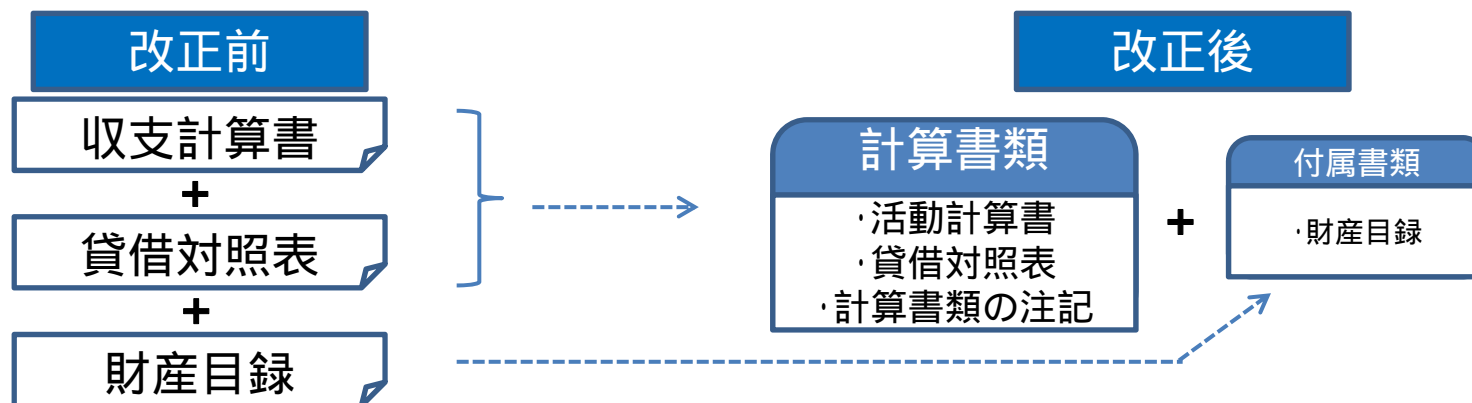 改正前
収支計算書
+
貸借対照表
+
財産目録
改正後
計算書類
・活動計算書
・貸借対照表
・計算書類の注記
+
付属書類
・財産目録